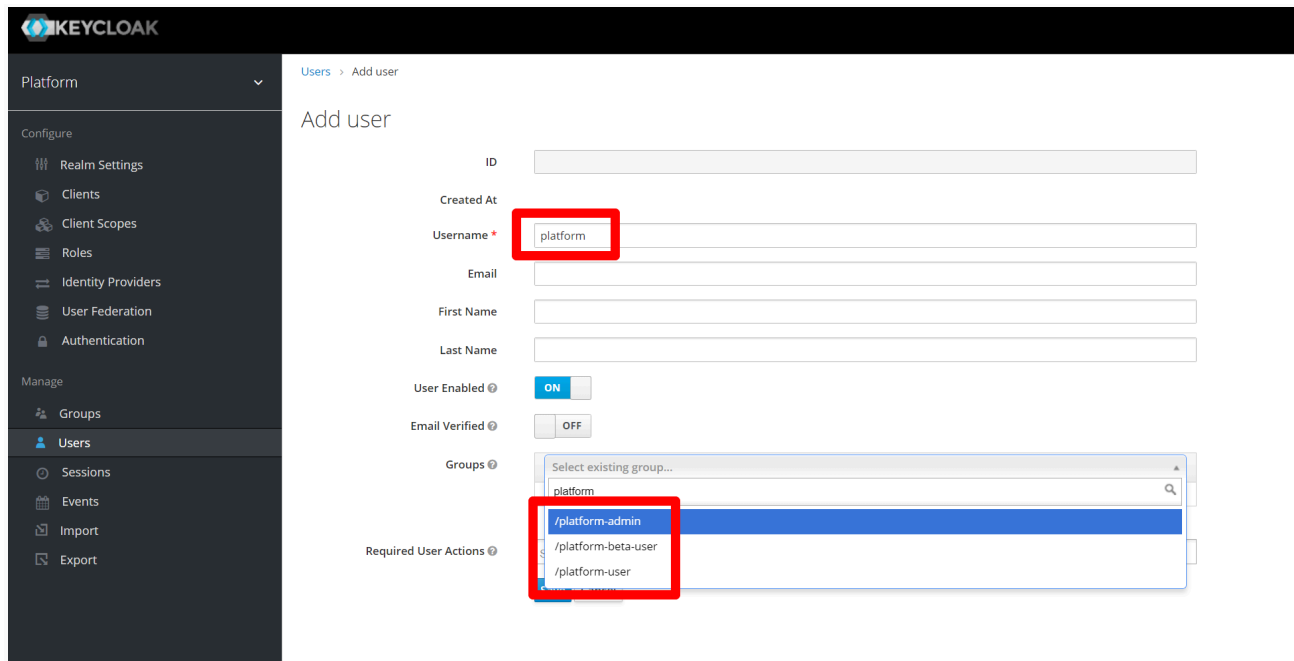 KEYCLOAK
Platform
Configure
Realm Settings
Clients
Client Scopes
Roles
Identity Providers
User Federation
Authentication
Manage
Groups
Users
Sessions
Events
Import
Export
Users > Add user
Add user
ID
Created At
Username * platform
Email
First Name
Last Name
User Enabled ON
Email Verified OFF
Groups Select existing group...
platform
/platform-admin
/platform-beta-user
/platform-user
Required User Actions